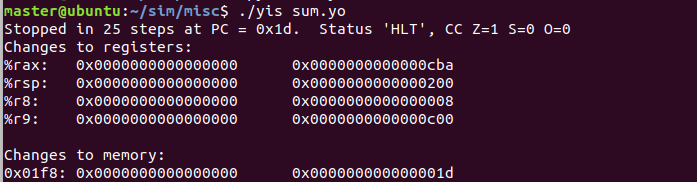 master@ubuntu:~/sim/misc$ ./yis sum.yo
Stopped in 25 steps at PC = 0x1d.  Status 'HLT', CC Z=1 S=0 O=0
Changes to registers:
%rax:   0x0000000000000000      0x0000000000000cba
%rsp:   0x0000000000000000      0x0000000000000200
%r8:    0x0000000000000000      0x0000000000000008
%r9:    0x0000000000000000      0x0000000000000c00

Changes to memory:
0x01f8: 0x0000000000000000      0x000000000000001d